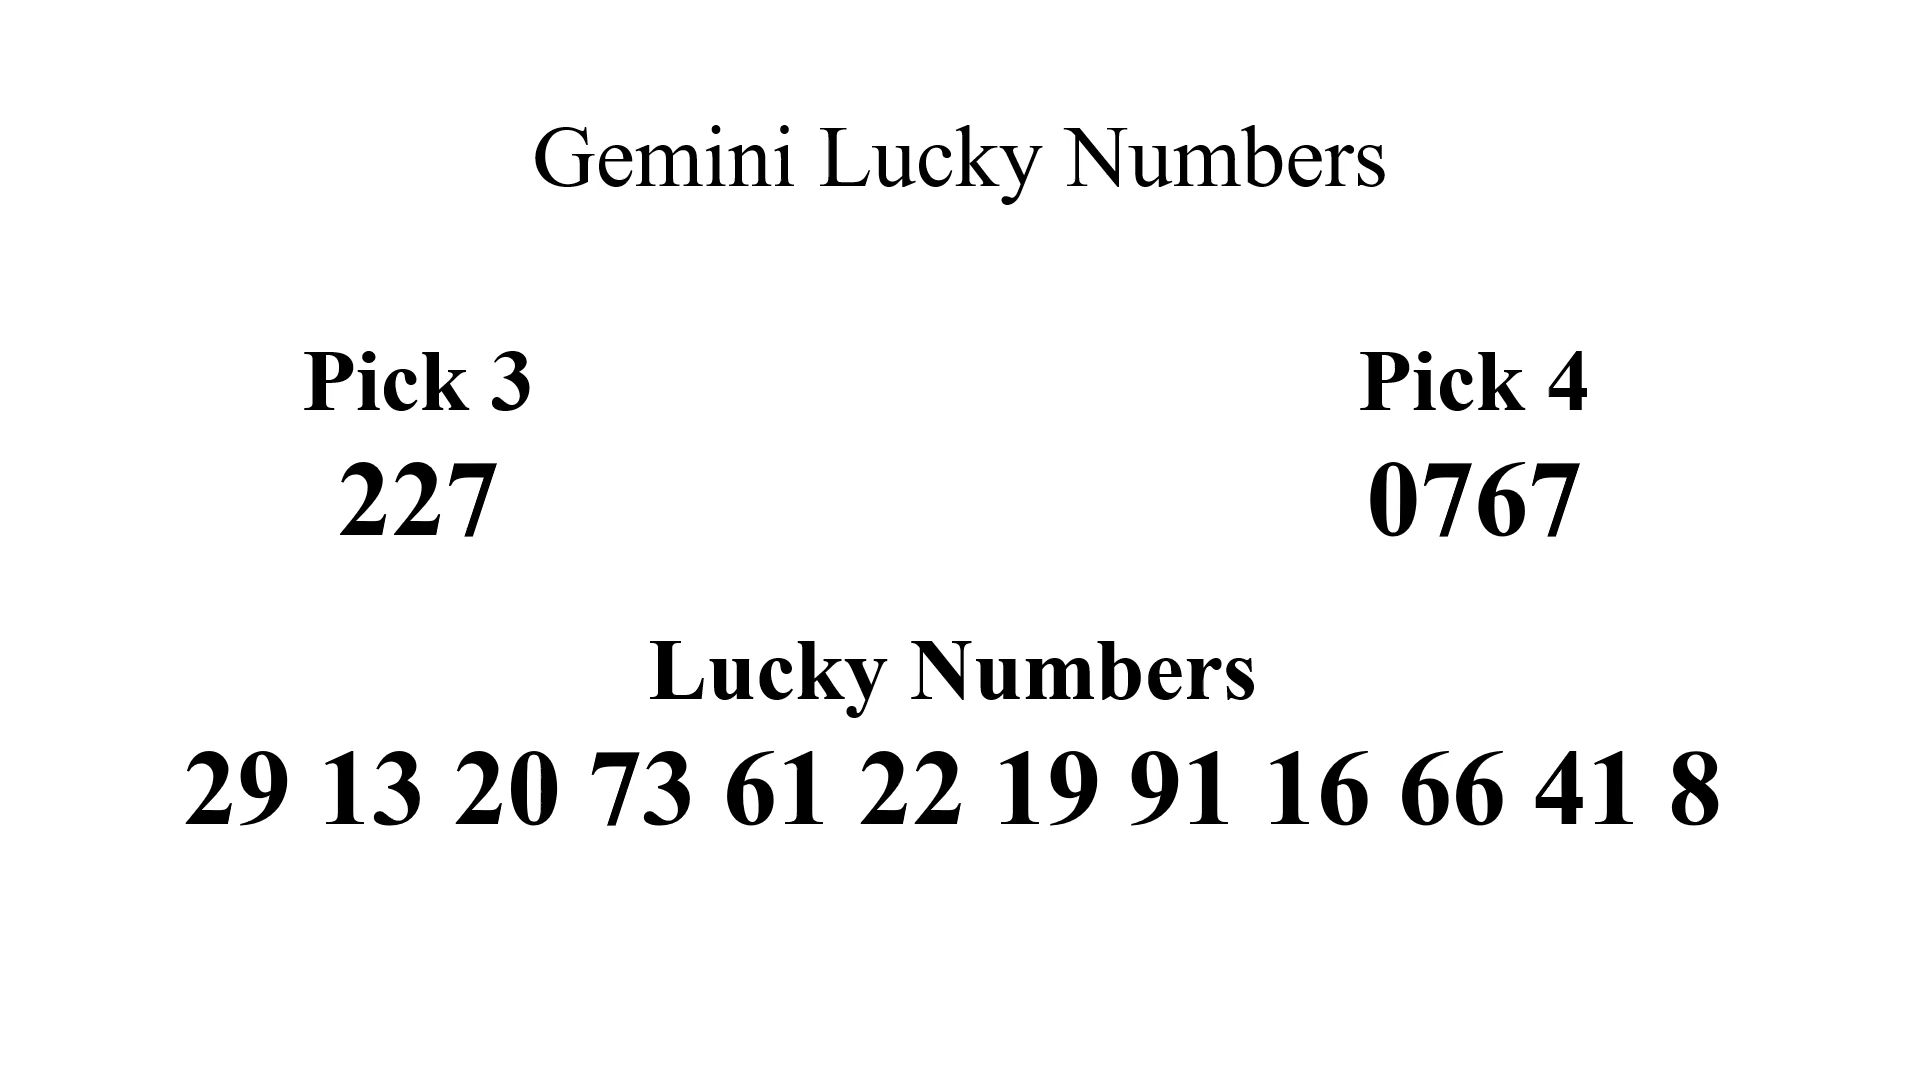 Gemini Lucky Numbers
Pick 3
227
Pick 4
0767
Lucky Numbers
29 13 20 73 61 22 19 91 16 66 41 8